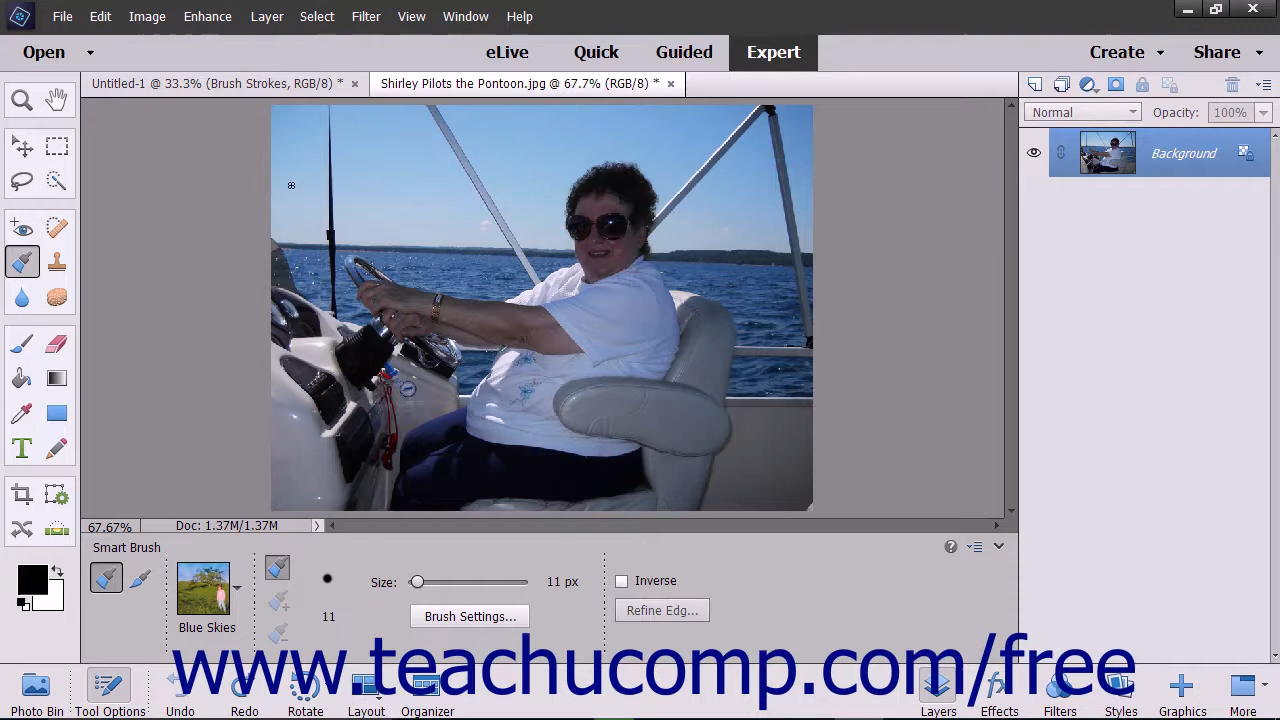 File Edit Image Enhance Layer Select Filter View Window Help
Open eLive Quick Guided Expert Create Share
Untitled-1 @ 33.3% (Brush Strokes, RGB/8) * × Shirley Pilots the Pontoon.jpg @ 67.7% (RGB/8) * ×
Normal Opacity: 100%
Background
67.67% Doc: 1.37M/1.37M
Smart Brush
Size: 11 px Inverse
11 Brush Settings... Refine Edg...
Blue Skies
www.teachucomp.com/free
Photo Bin Tool Options Undo Redo Rotate Layout Organizer Layers Effects Filters Styles Graphics More